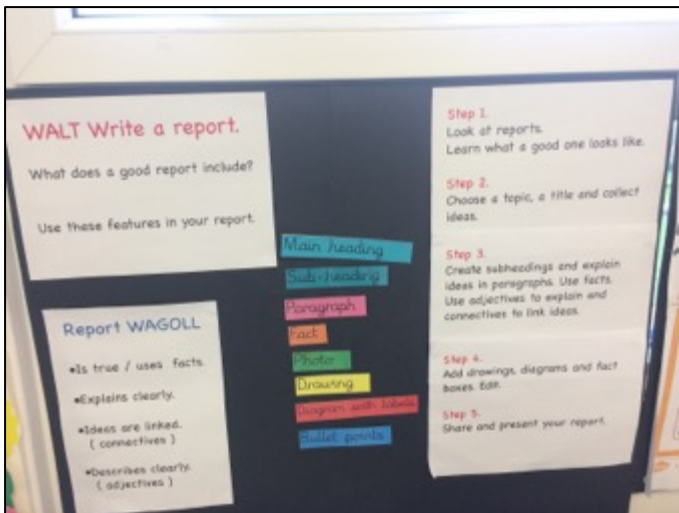 WALT Write a report.
What does a good report include?
Use these features in your report.
Report WAGOLL
•Is true / uses facts.
•Explains clearly.
•Ideas are linked.
( connectives )
•Describes clearly.
( adjectives )
Main heading
Sub-heading
Paragraph
Fact
Photo
Drawing
Diagram with labels
Bullet points
Step 1.
Look at reports.
Learn what a good one looks like.
Step 2.
Choose a topic, a title and collect
ideas.
Step 3.
Create subheadings and explain
ideas in paragraphs. Use facts.
Use adjectives to explain and
connectives to link ideas.
Step 4.
Add drawings, diagrams and fact
boxes. Edit.
Step 5.
Share and present your report.